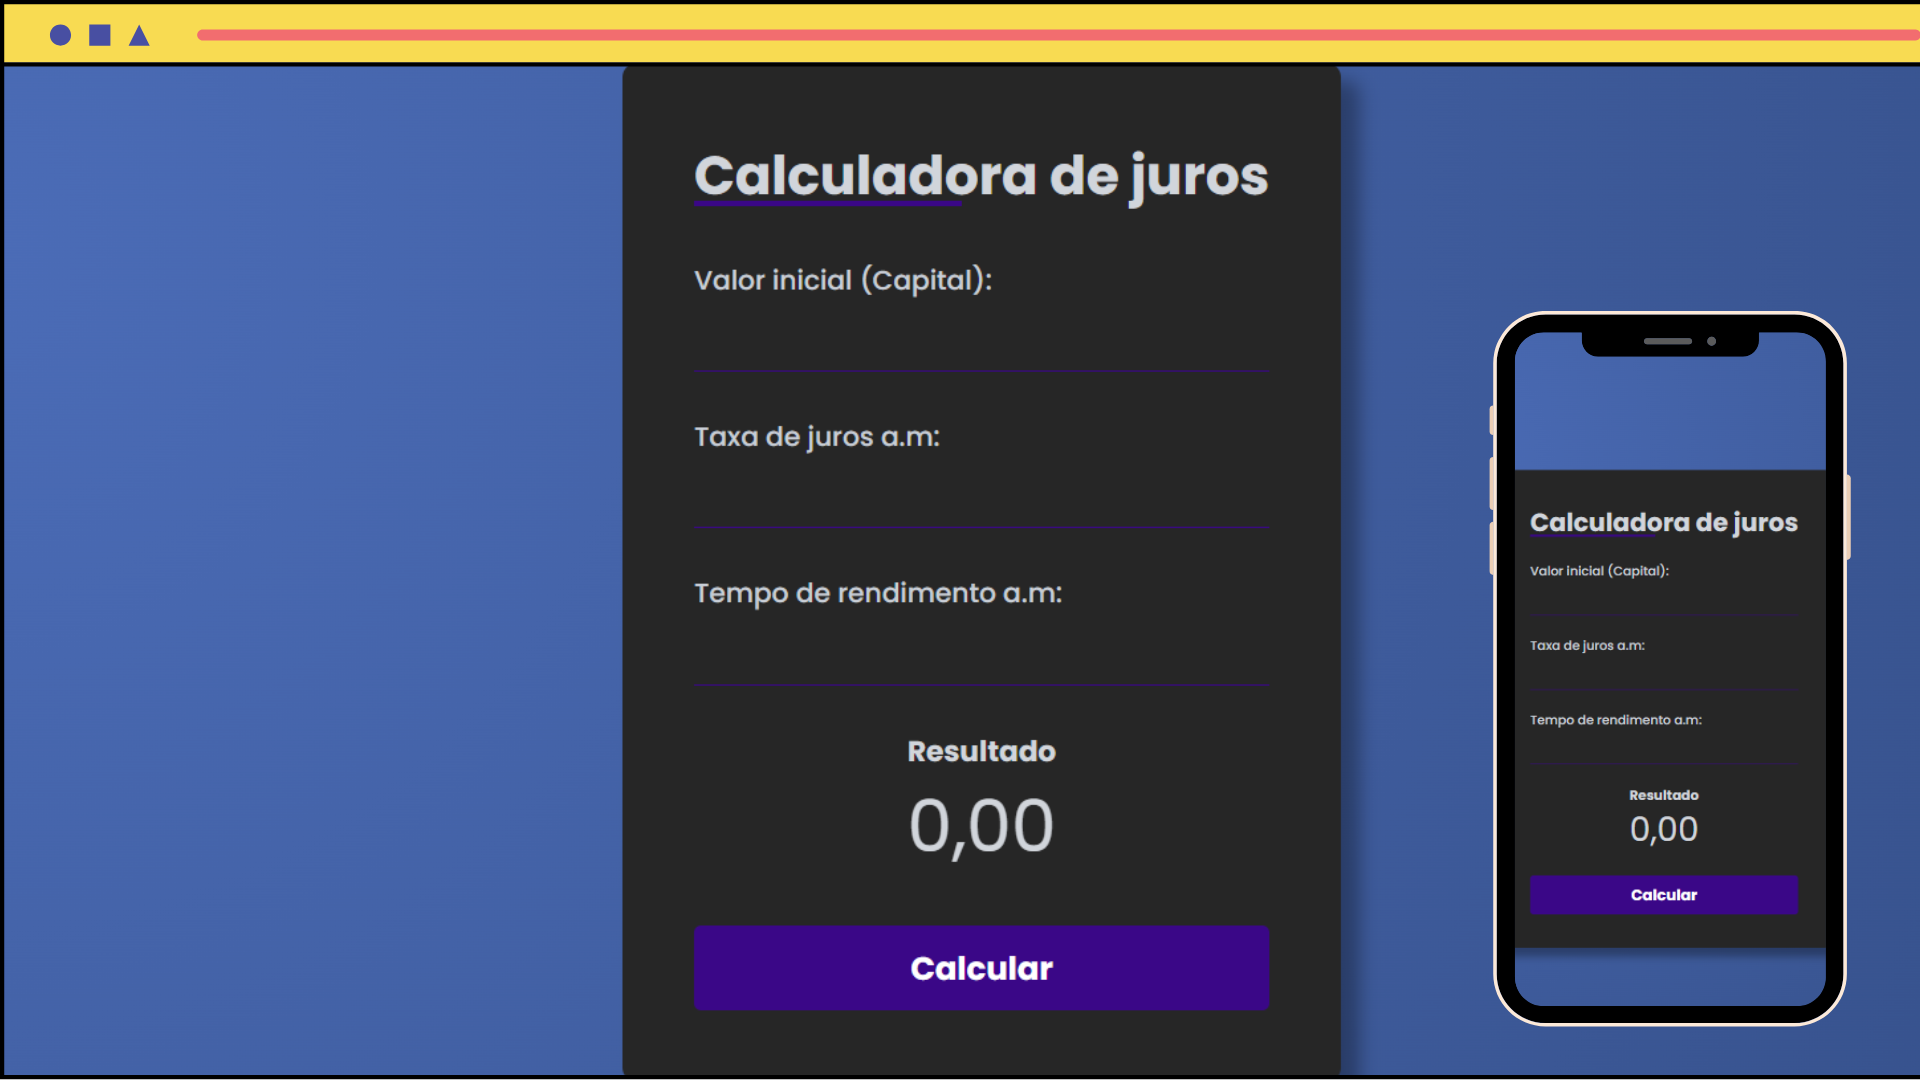 Calculadora de juros
Valor inicial (Capital):
Taxa de juros a.m:
Tempo de rendimento a.m:
Resultado
0,00
Calcular
Calculadora de juros
Valor inicial (Capital):
Taxa de juros a.m:
Tempo de rendimento a.m:
Resultado
0,00
Calcular